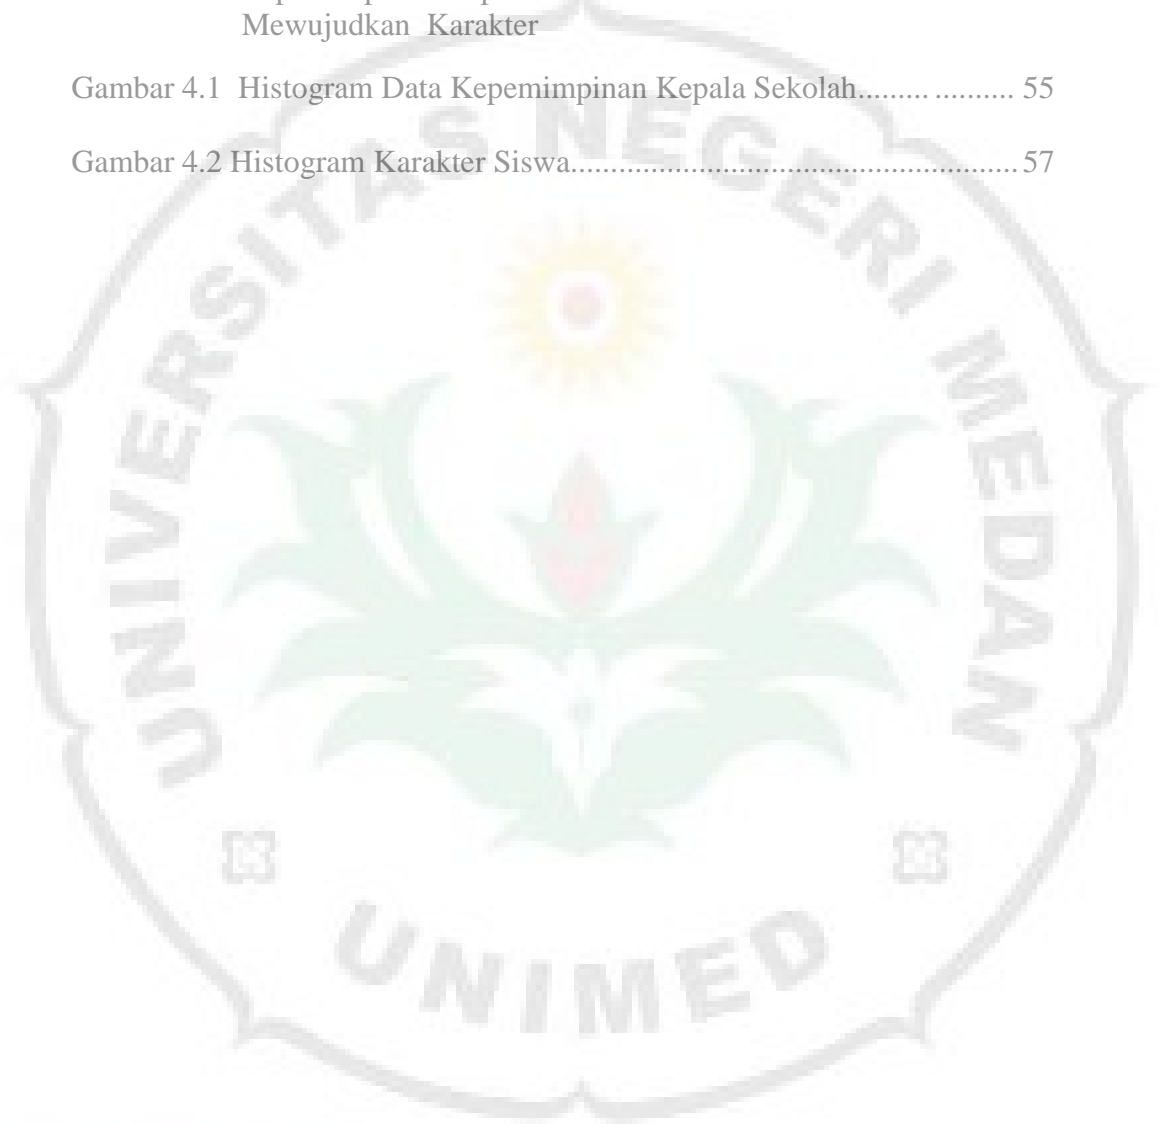 Mewujudkan  Karakter
Gambar 4.1  Histogram Data Kepemimpinan Kepala Sekolah......... .......... 55
Gambar 4.2 Histogram Karakter Siswa........................................................ 57
UNIVERSITAS NEGERI MEDAN
UNIMED